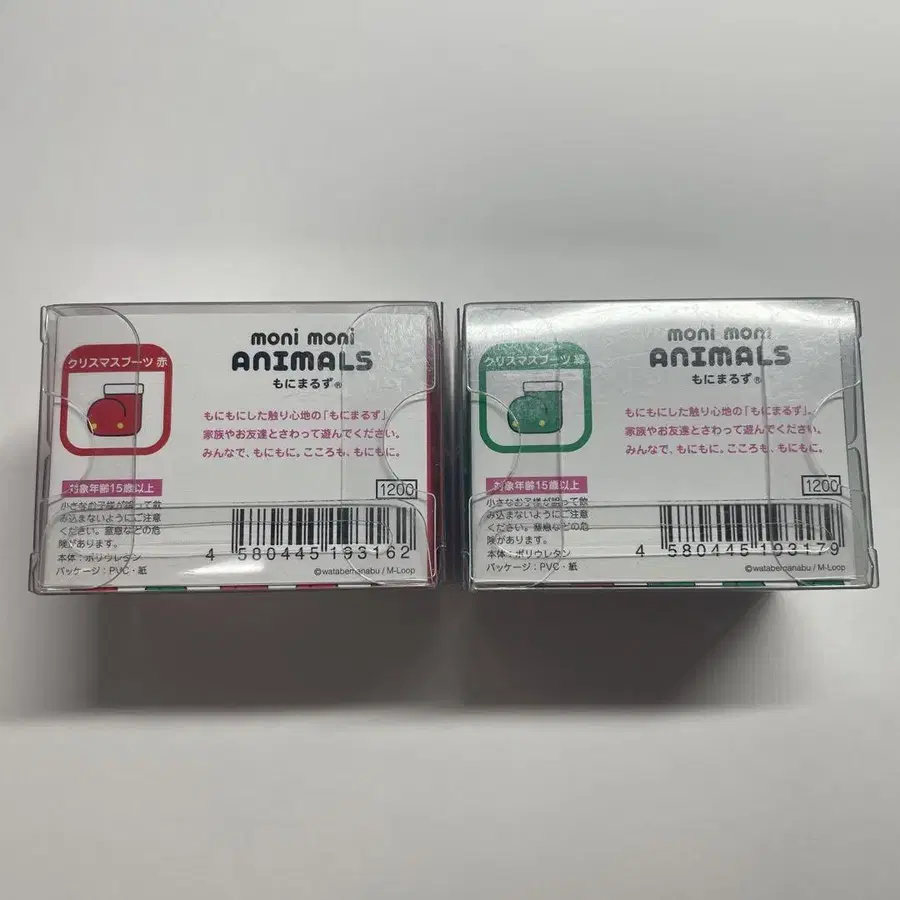 クリスマスブーツ 赤
moni moni
ANIMALS
もにまるず®
もにもにした触り心地の「もにまるず」。
家族やお友達とさわって遊んでください。
みんなで、もにもに。こころも、もにもに。
対象年齢15歳以上
1200
小さなお子様が誤って飲
み込まないようにご注意
ください。窒息などの危
険があります。
本体：ポリウレタン
パッケージ：PVC・紙
4 580445 193162
©watabemanabu / M-Loop
クリスマスブーツ 緑
moni moni
ANIMALS
もにまるず®
もにもにした触り心地の「もにまるず」。
家族やお友達とさわって遊んでください。
みんなで、もにもに。こころも、もにもに。
対象年齢15歳以上
1200
小さなお子様が誤って飲
み込まないようにご注意
ください。窒息などの危
険があります。
本体：ポリウレタン
パッケージ：PVC・紙
4 580445 193179
©watabemanabu / M-Loop